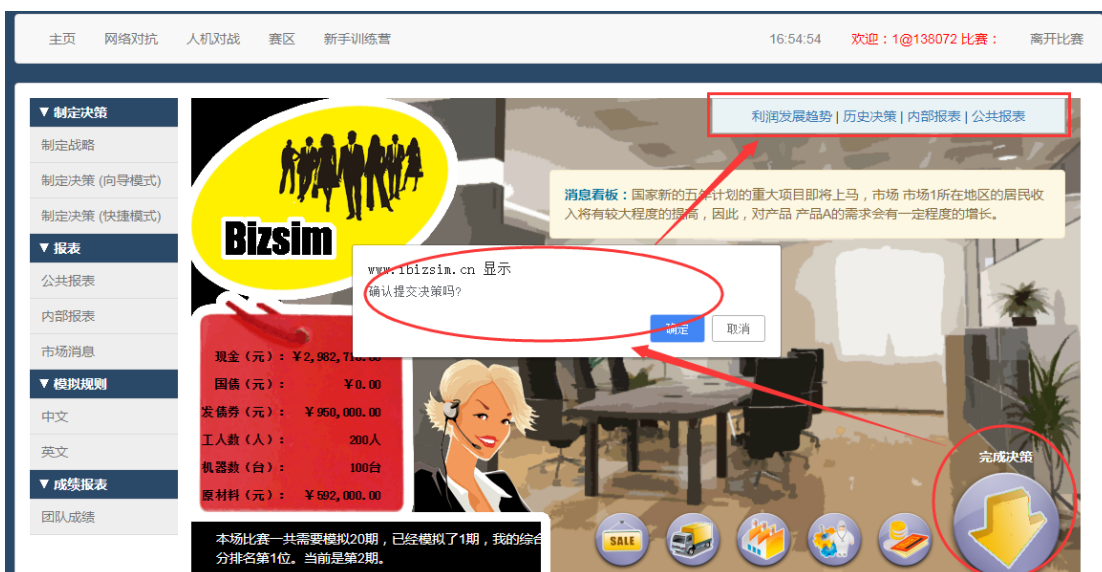 主页 网络对抗 人机对战 赛区 新手训练营 16:54:54 欢迎：1@138072 比赛： 离开比赛
▼ 制定决策
制定战略
制定决策 (向导模式)
制定决策 (快捷模式)
▼ 报表
公共报表
内部报表
市场消息
▼ 模拟规则
中文
英文
▼ 成绩报表
团队成绩
利润发展趋势 | 历史决策 | 内部报表 | 公共报表
消息看板：国家新的五年计划的重大项目即将上马，市场 市场1所在地区的居民收
入将有较大程度的提高，因此，对产品 产品A的需求会有一定程度的增长。
Bizsim
www.ibizsim.cn 显示
确认提交决策吗?
确定 取消
现金（元）：￥2,982,71
国债（元）： ￥0.00
发债券（元）： ￥950,000.00
工人数（人）： 200人
机器数（台）： 100台
原材料（元）： ￥592,000.00
完成决策
SALE
本场比赛一共需要模拟20期，已经模拟了1期，我的综合
分排名第1位。当前是第2期。